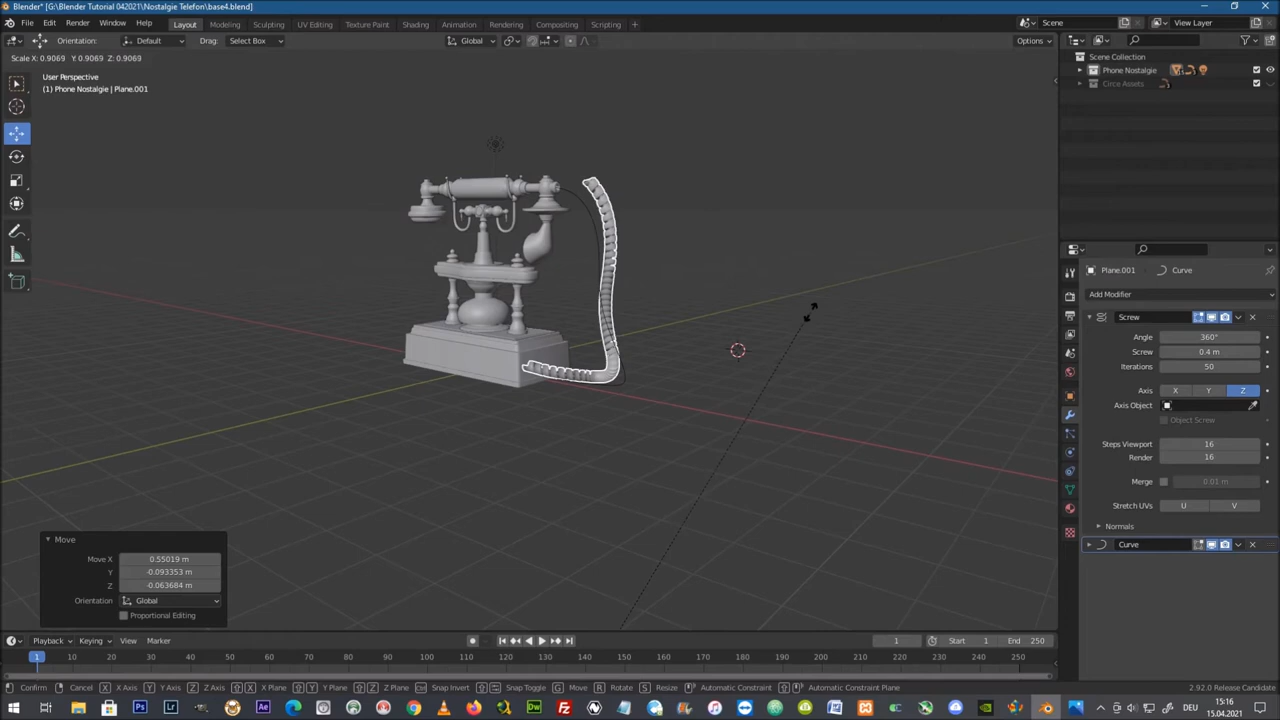 Blender* [G:\Blender Tutorial 042021\Nostalgie Telefon\base4.blend]
File Edit Render Window Help Layout Modeling Sculpting UV Editing Texture Paint Shading Animation Rendering Compositing Scripting + Scene View Layer
Orientation: Default Drag: Select Box Global Options
Scale X: 0.9069 Y: 0.9069 Z: 0.9069
User Perspective
(1) Phone Nostalgie | Plane.001
Scene Collection
Phone Nostalgie
Circe Assets
Plane.001 Curve
Add Modifier
Screw
Angle 360°
Screw 0.4 m
Iterations 50
Axis X Y Z
Axis Object
Object Screw
Steps Viewport 16
Render 16
Merge 0.01 m
Stretch UVs U V
Normals
Curve
Move
Move X 0.55019 m
Y -0.093353 m
Z -0.063684 m
Orientation Global
Proportional Editing
Playback Keying View Marker 1 Start 1 End 250
1 10 20 30 40 50 60 70 80 90 100 110 120 130 140 150 160 170 180 190 200 210 220 230 240 250
Confirm Cancel X X Axis Y Y Axis Z Z Axis X X Plane Y Y Plane Z Z Plane Snap Invert Snap Toggle G Move R Rotate S Resize Automatic Constraint Automatic Constraint Plane 2.92.0 Release Candidate
DEU 15:16
15.04.2021